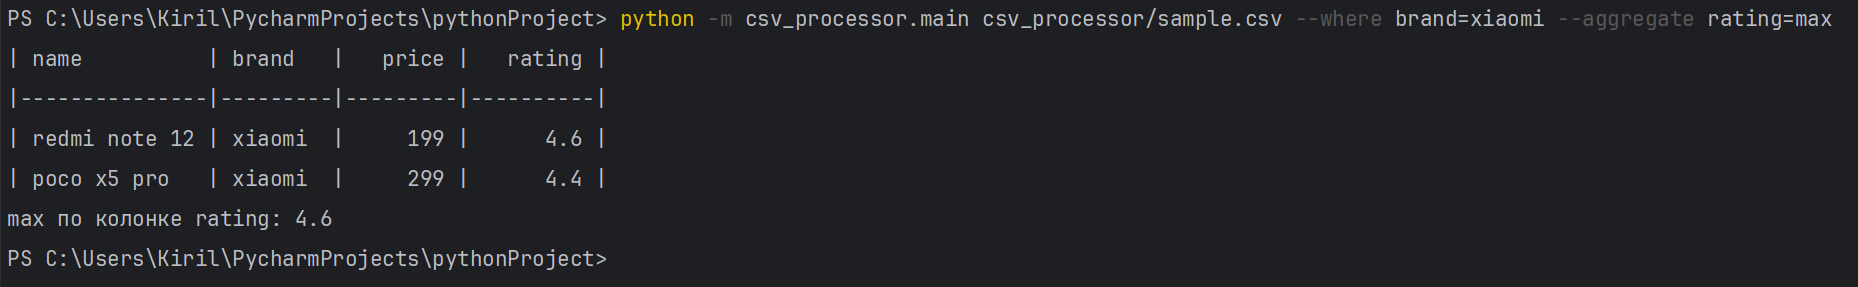 PS C:\Users\Kiril\PycharmProjects\pythonProject> python -m csv_processor.main csv_processor/sample.csv --where brand=xiaomi --aggregate rating=max
| name          | brand   |   price |   rating |
|---------------|---------|---------|----------|
| redmi note 12 | xiaomi  |     199 |      4.6 |
| poco x5 pro   | xiaomi  |     299 |      4.4 |
max по колонке rating: 4.6
PS C:\Users\Kiril\PycharmProjects\pythonProject>